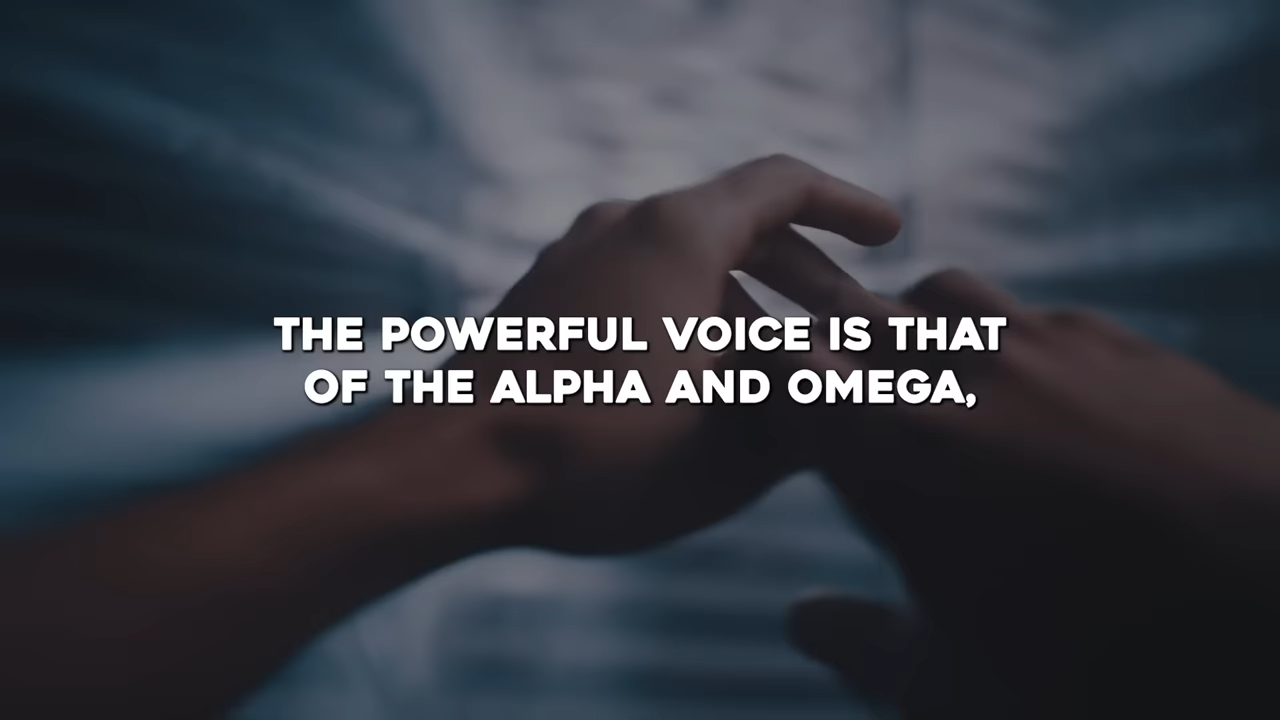 THE POWERFUL VOICE IS THAT
OF THE ALPHA AND OMEGA,